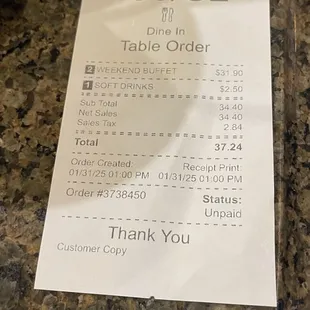 Dine In
Table Order
2 WEEKEND BUFFET $31.90
1 SOFT DRINKS $2.50
Sub Total 34.40
Net Sales 34.40
Sales Tax 2.84
Total 37.24
Order Created: Receipt Print:
01/31/25 01:00 PM 01/31/25 01:00 PM
Order #3738450 Status:
Unpaid
Thank You
Customer Copy